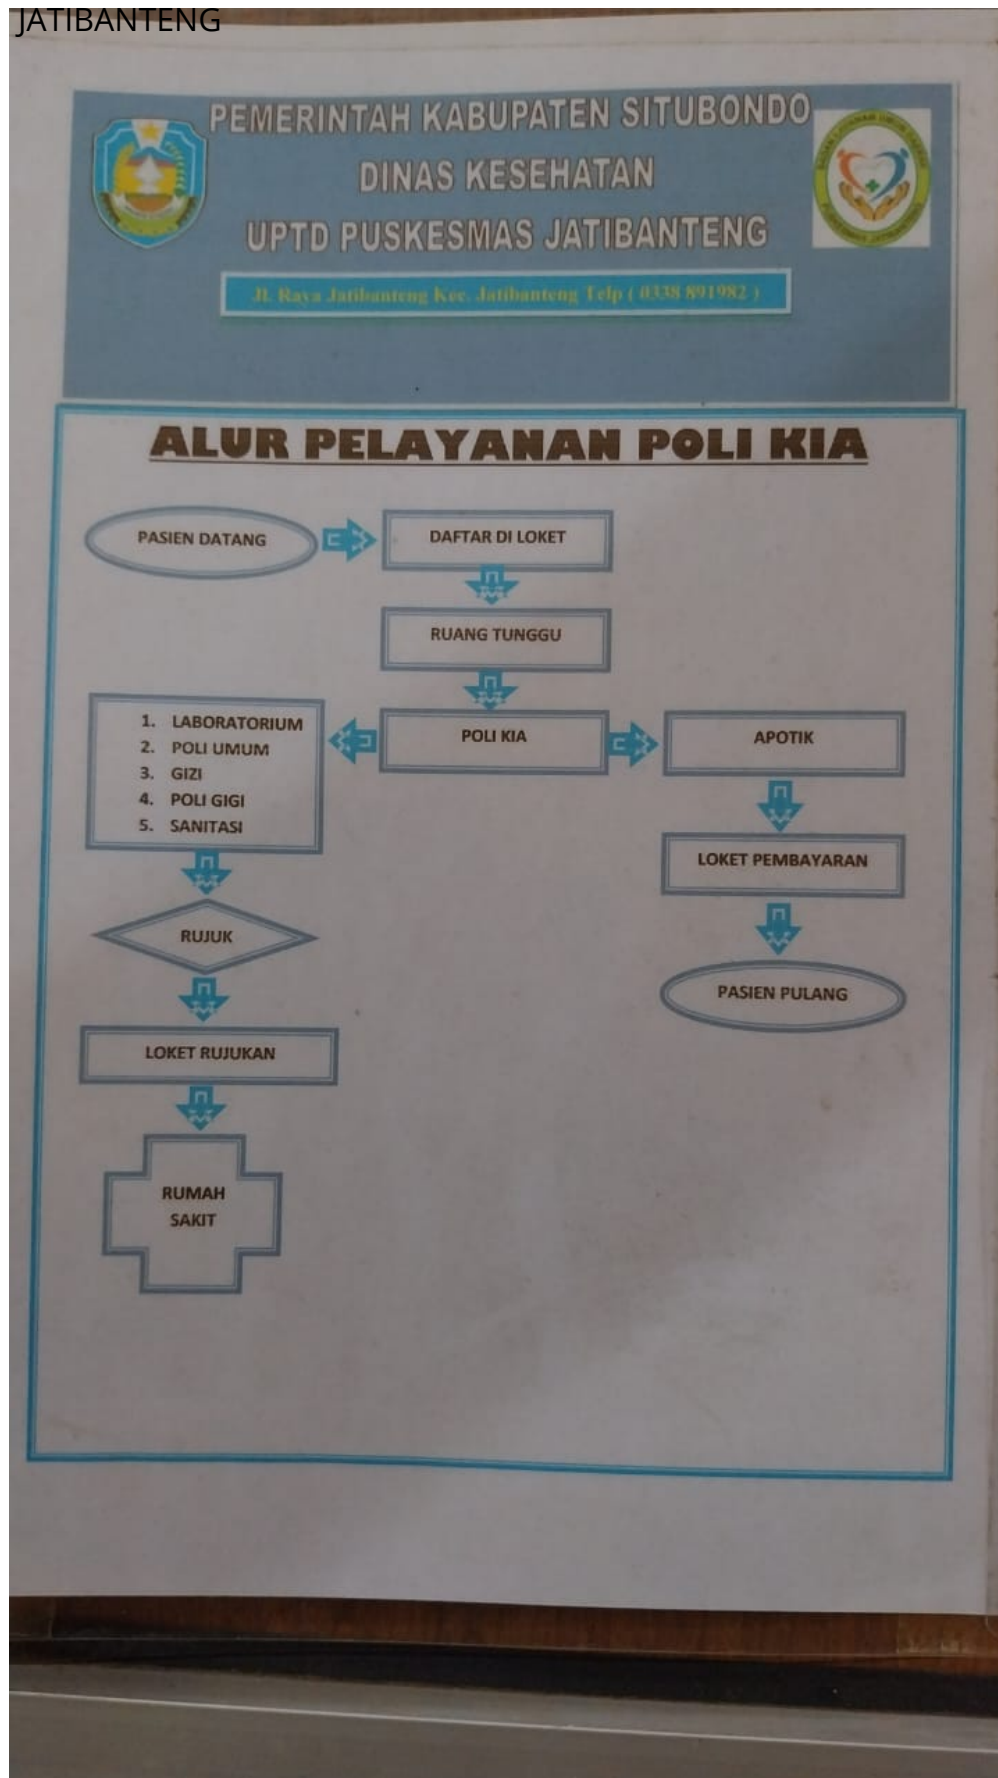 JATIBANTENG
PEMERINTAH KABUPATEN SITUBONDO
DINAS KESEHATAN
UPTD PUSKESMAS JATIBANTENG
Jl. Raya Jatibanteng Kec. Jatibanteng Telp ( 0338 891982 )
ALUR PELAYANAN POLI KIA
PASIEN DATANG
DAFTAR DI LOKET
RUANG TUNGGU
POLI KIA
1. LABORATORIUM
2. POLI UMUM
3. GIZI
4. POLI GIGI
5. SANITASI
APOTIK
LOKET PEMBAYARAN
PASIEN PULANG
RUJUK
LOKET RUJUKAN
RUMAH
SAKIT